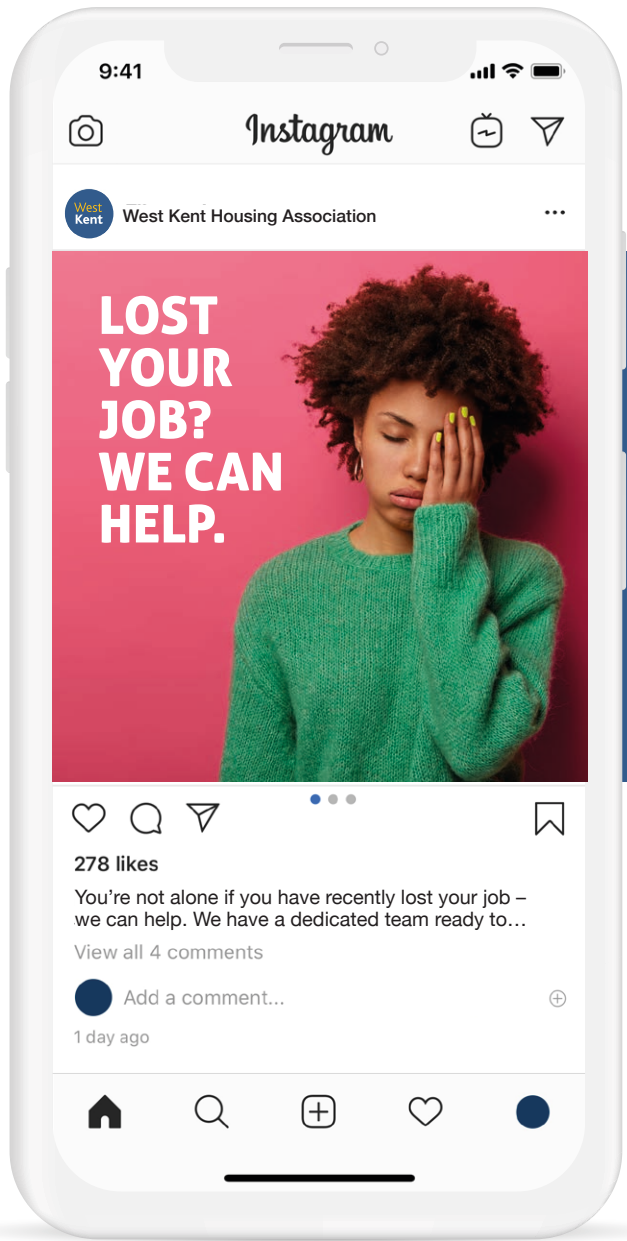 9:41
Instagram
West
Kent
West Kent Housing Association
LOST
YOUR
JOB?
WE CAN
HELP.
278 likes
You’re not alone if you have recently lost your job –
we can help. We have a dedicated team ready to…
View all 4 comments
Add a comment...
1 day ago